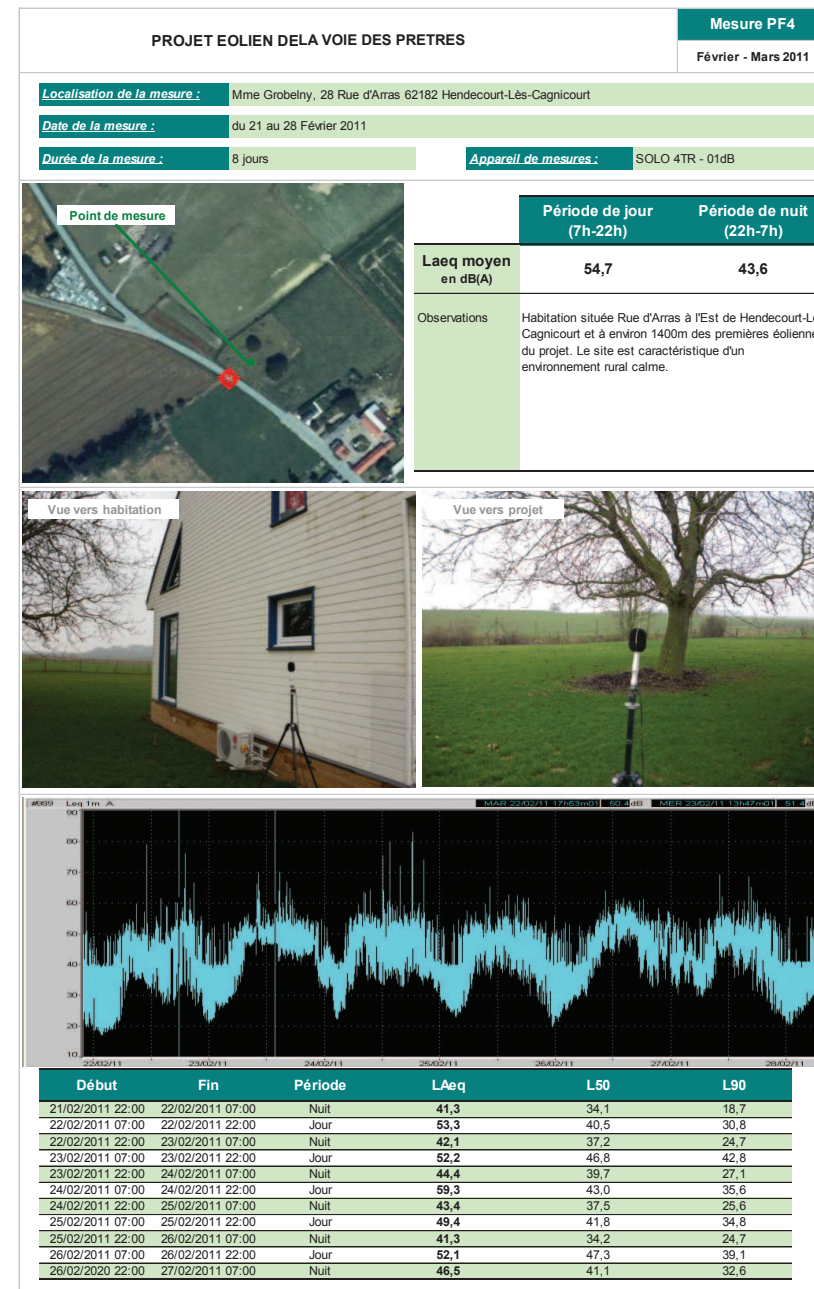 PROJET EOLIEN DELA VOIE DES PRETRES
Mesure PF4
Février - Mars 2011
Localisation de la mesure :
Mme Grobelny, 28 Rue d'Arras 62182 Hendecourt-Lès-Cagnicourt
Date de la mesure :
du 21 au 28 Février 2011
Durée de la mesure :
8 jours
Appareil de mesures :
SOLO 4TR - 01dB
Point de mesure
Période de jour
(7h-22h)
Période de nuit
(22h-7h)
Laeq moyen
en dB(A)
54,7
43,6
Observations
Habitation située Rue d'Arras à l'Est de Hendecourt-L
Cagnicourt et à environ 1400m des premières éolienne
du projet. Le site est caractéristique d'un
environnement rural calme.
Vue vers habitation
Vue vers projet
#989 Leq 1m A
MAR 22/02/11 17h53m01 50.4 dB MER 23/02/11 13h47m01 51.4 d
90
80
70
60
50
40
30
20
10
22/02/11 23/02/11 24/02/11 25/02/11 26/02/11 27/02/11 28/02/11
Début Fin Période LAeq L50 L90
21/02/2011 22:00 22/02/2011 07:00 Nuit 41,3 34,1 18,7
22/02/2011 07:00 22/02/2011 22:00 Jour 53,3 40,5 30,8
22/02/2011 22:00 23/02/2011 07:00 Nuit 42,1 37,2 24,7
23/02/2011 07:00 23/02/2011 22:00 Jour 52,2 46,8 42,8
23/02/2011 22:00 24/02/2011 07:00 Nuit 44,4 39,7 27,1
24/02/2011 07:00 24/02/2011 22:00 Jour 59,3 43,0 35,6
24/02/2011 22:00 25/02/2011 07:00 Nuit 43,4 37,5 25,6
25/02/2011 07:00 25/02/2011 22:00 Jour 49,4 41,8 34,8
25/02/2011 22:00 26/02/2011 07:00 Nuit 41,3 34,2 24,7
26/02/2011 07:00 26/02/2011 22:00 Jour 52,1 47,3 39,1
26/02/2020 22:00 27/02/2011 07:00 Nuit 46,5 41,1 32,6